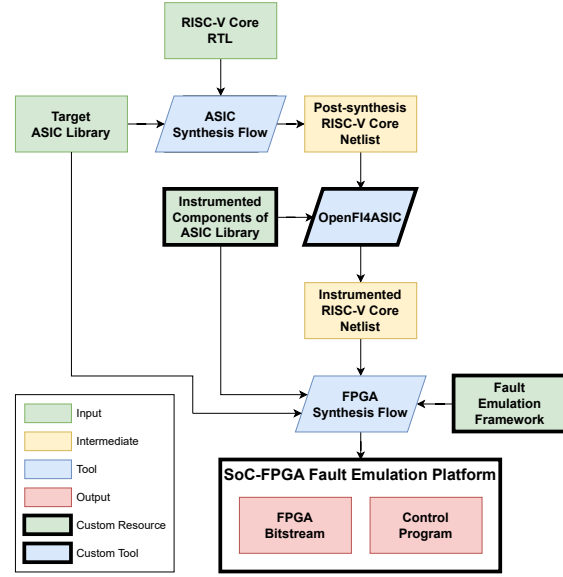 RISC-V Core
RTL
Target
ASIC Library
ASIC
Synthesis Flow
Post-synthesis
RISC-V Core
Netlist
Instrumented
Components of
ASIC Library
OpenFI4ASIC
Instrumented
RISC-V Core
Netlist
FPGA
Synthesis Flow
Fault
Emulation
Framework
SoC-FPGA Fault Emulation Platform
FPGA
Bitstream
Control
Program
Input
Intermediate
Tool
Output
Custom Resource
Custom Tool